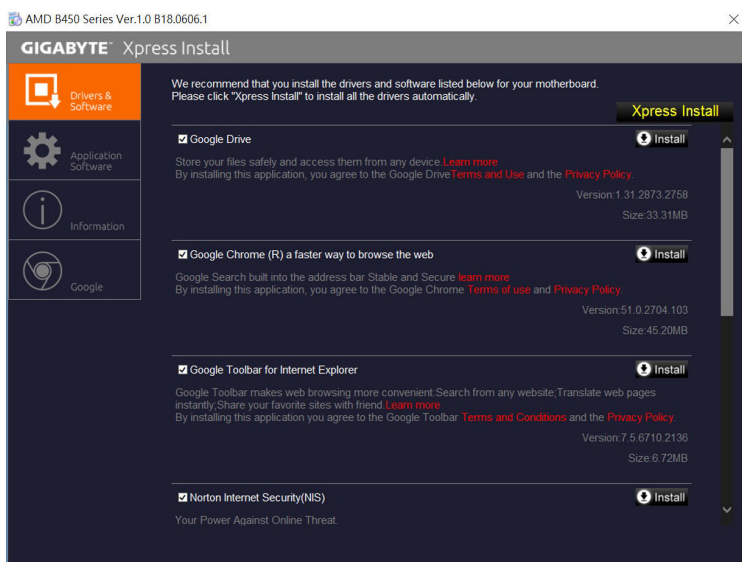 AMD B450 Series Ver.1.0 B18.0606.1
GIGABYTE™ Xpress Install
Drivers &
Software
Application
Software
Information
Google
We recommend that you install the drivers and software listed below for your motherboard.
Please click "Xpress Install" to install all the drivers automatically.
Xpress Install
Google Drive
Install
Store your files safely and access them from any device.Learn more
By installing this application, you agree to the Google DriveTerms and Use and the Privacy Policy.
Version:1.31.2873.2758
Size:33.31MB
Google Chrome (R) a faster way to browse the web
Install
Google Search built into the address bar Stable and Secure learn more
By installing this application, you agree to the Google Chrome Terms of use and Privacy Policy.
Version:51.0.2704.103
Size:45.20MB
Google Toolbar for Internet Explorer
Install
Google Toolbar makes web browsing more convenient:Search from any website;Translate web pages
instantly;Share your favorite sites with friend.Learn more
By installing this application you agree to the Google Toolbar Terms and Conditions and the Privacy Policy.
Version:7.5.6710.2136
Size:6.72MB
Norton Internet Security(NIS)
Install
Your Power Against Online Threat.